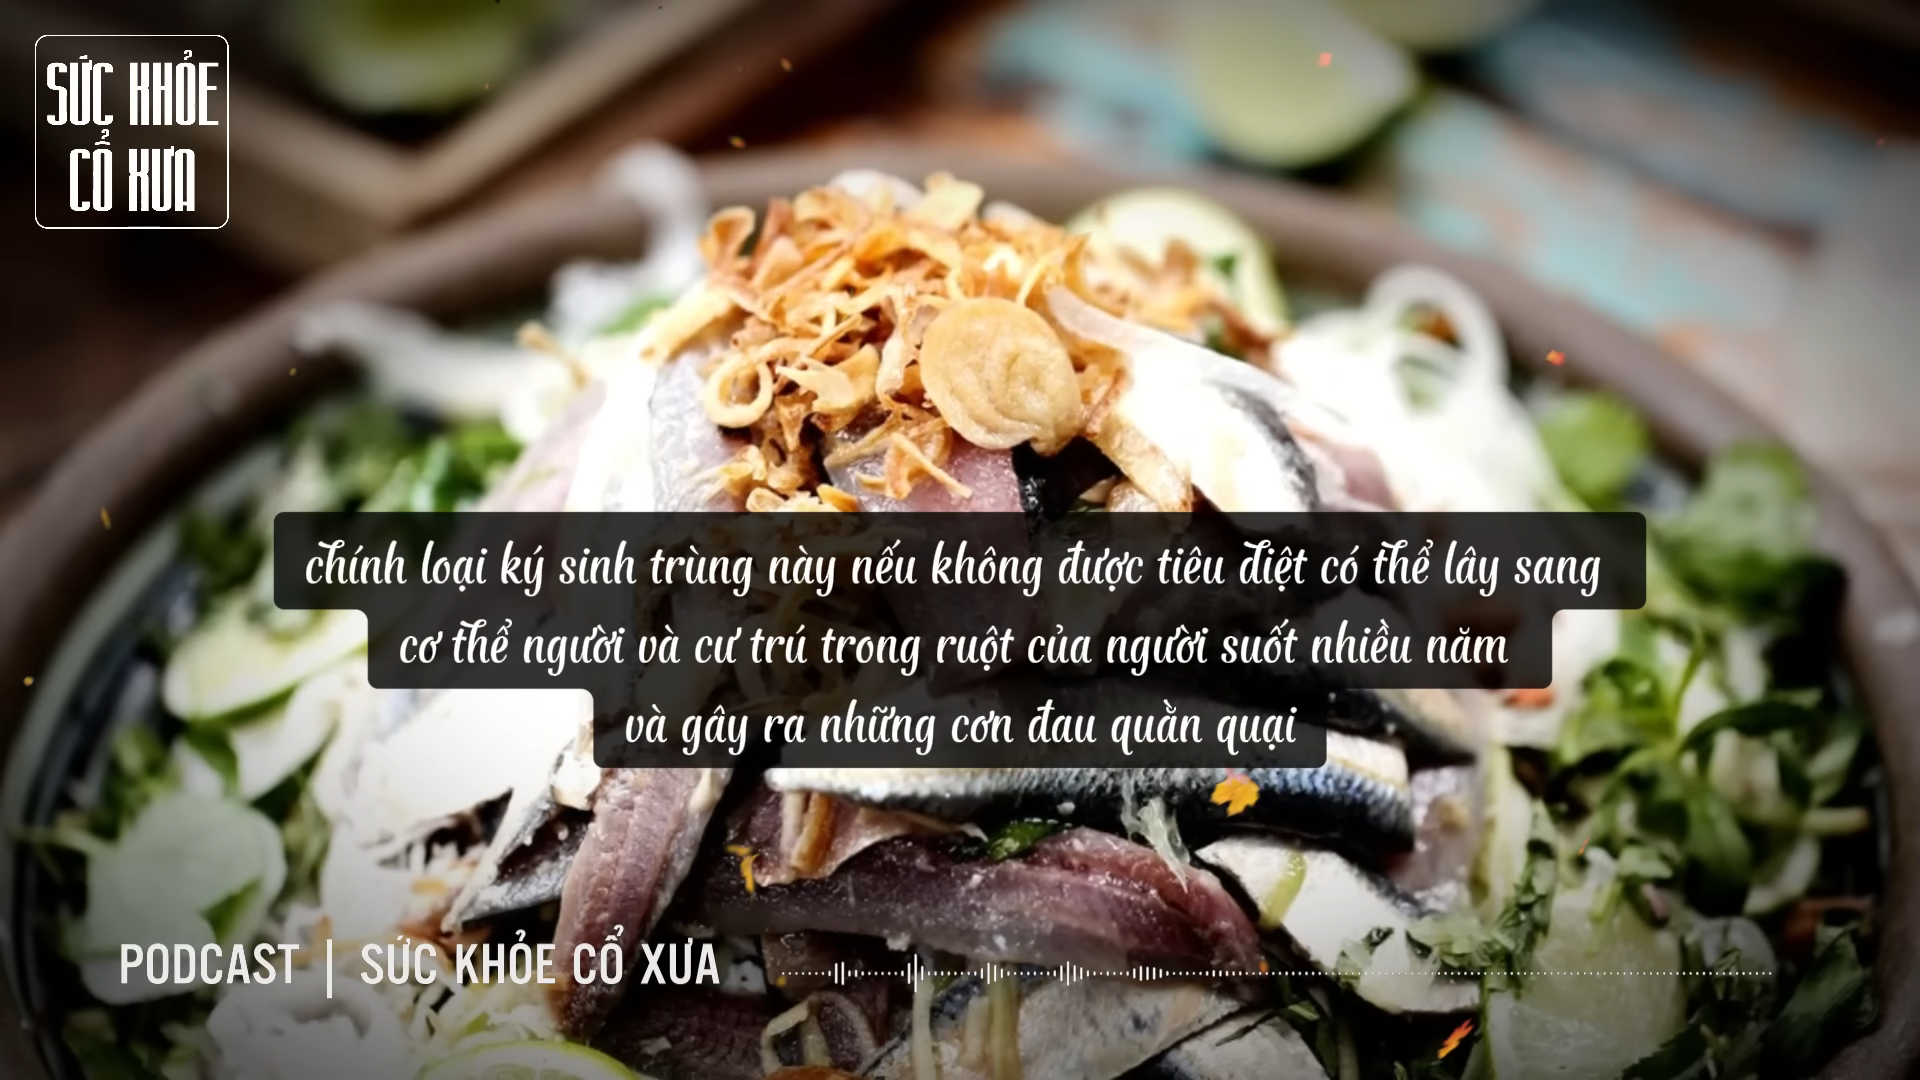 SỨC KHỎE
CỔ XƯA
chính loại ký sinh trùng này nếu không được tiêu diệt có thể lây sang
cơ thể người và cư trú trong ruột của người suốt nhiều năm
và gây ra những cơn đau quằn quại
PODCAST | SỨC KHỎE CỔ XƯA